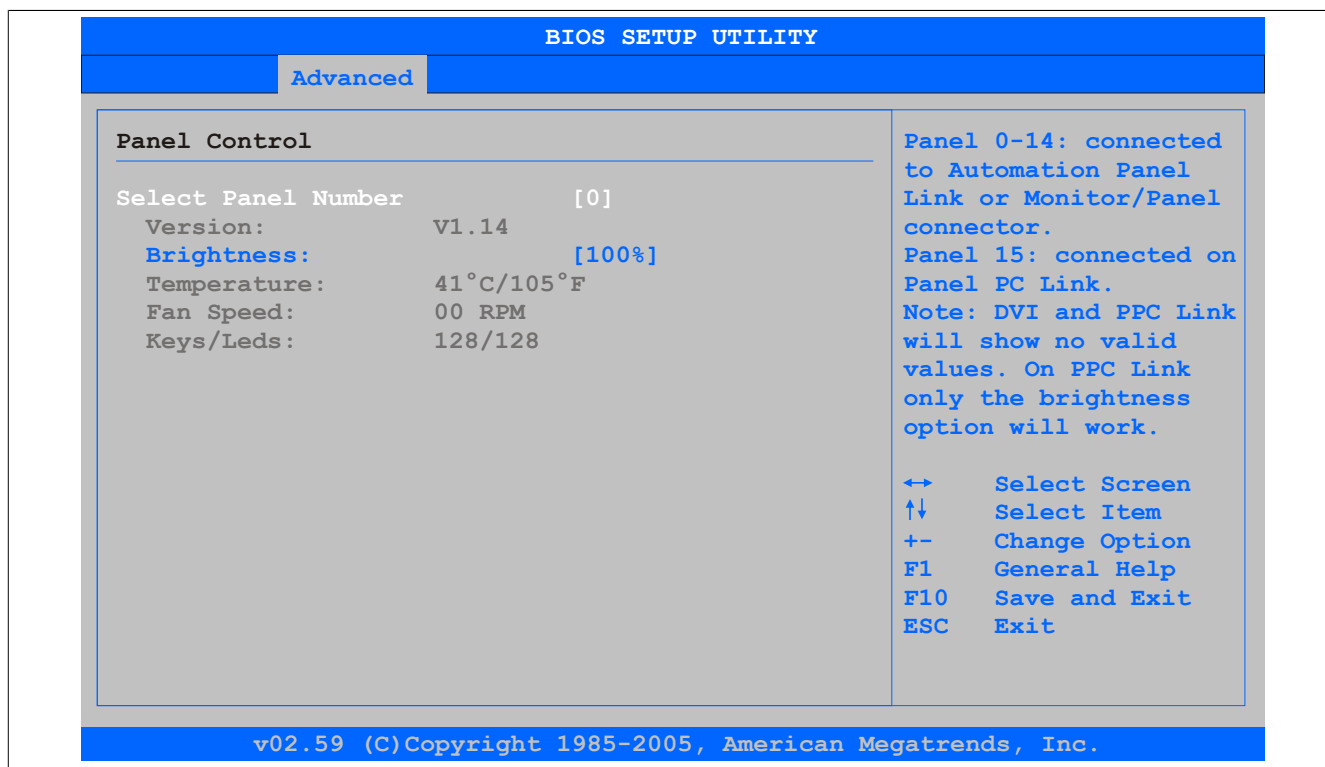 BIOS SETUP UTILITY
Advanced
Panel Control
Select Panel Number [0]
Version: V1.14
Brightness: [100%]
Temperature: 41°C/105°F
Fan Speed: 00 RPM
Keys/Leds: 128/128
Panel 0-14: connected
to Automation Panel
Link or Monitor/Panel
connector.
Panel 15: connected on
Panel PC Link.
Note: DVI and PPC Link
will show no valid
values. On PPC Link
only the brightness
option will work.
←→ Select Screen
↑↓ Select Item
+- Change Option
F1 General Help
F10 Save and Exit
ESC Exit
v02.59 (C)Copyright 1985-2005, American Megatrends, Inc.